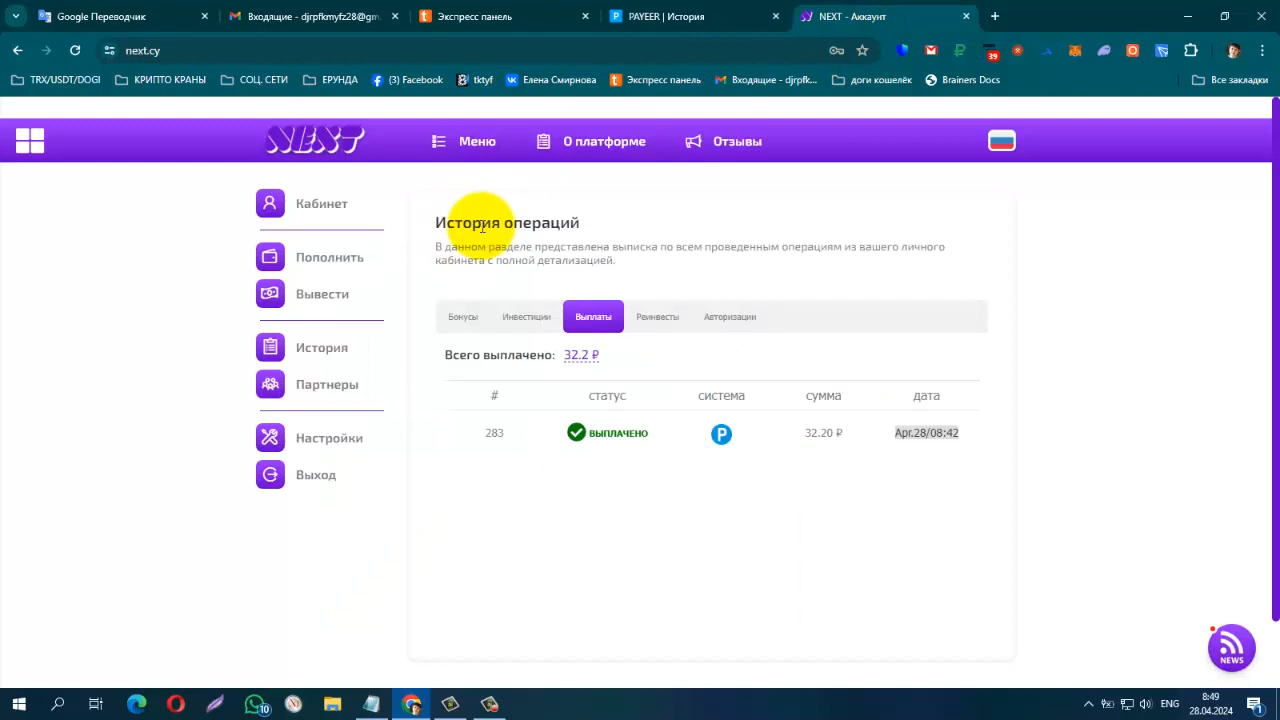 Google Переводчик
Входящие - djrpfkmyfz28@gm
Экспресс панель
PAYEER | История
NEXT - Аккаунт
next.cy
39
TRX/USDT/DOGI
КРИПТО КРАНЫ
СОЦ. СЕТИ
ЕРУНДА
(3) Facebook
tktyf
Елена Смирнова
Экспресс панель
Входящие - djrpfk...
доги кошелёк
Brainers Docs
Все закладки
NEXT
Меню
О платформе
Отзывы
Кабинет
Пополнить
Вывести
История
Партнеры
Настройки
Выход
История операций
В данном разделе представлена выписка по всем проведенным операциям из вашего личного
кабинета с полной детализацией.
Бонусы Инвестиции Выплаты Реинвесты Авторизации
Всего выплачено: 32.2 ₽
# статус система сумма дата
283 ВЫПЛАЧЕНО P 32.20 ₽ Apr.28/08:42
NEWS
10
ENG
8:49
28.04.2024
1